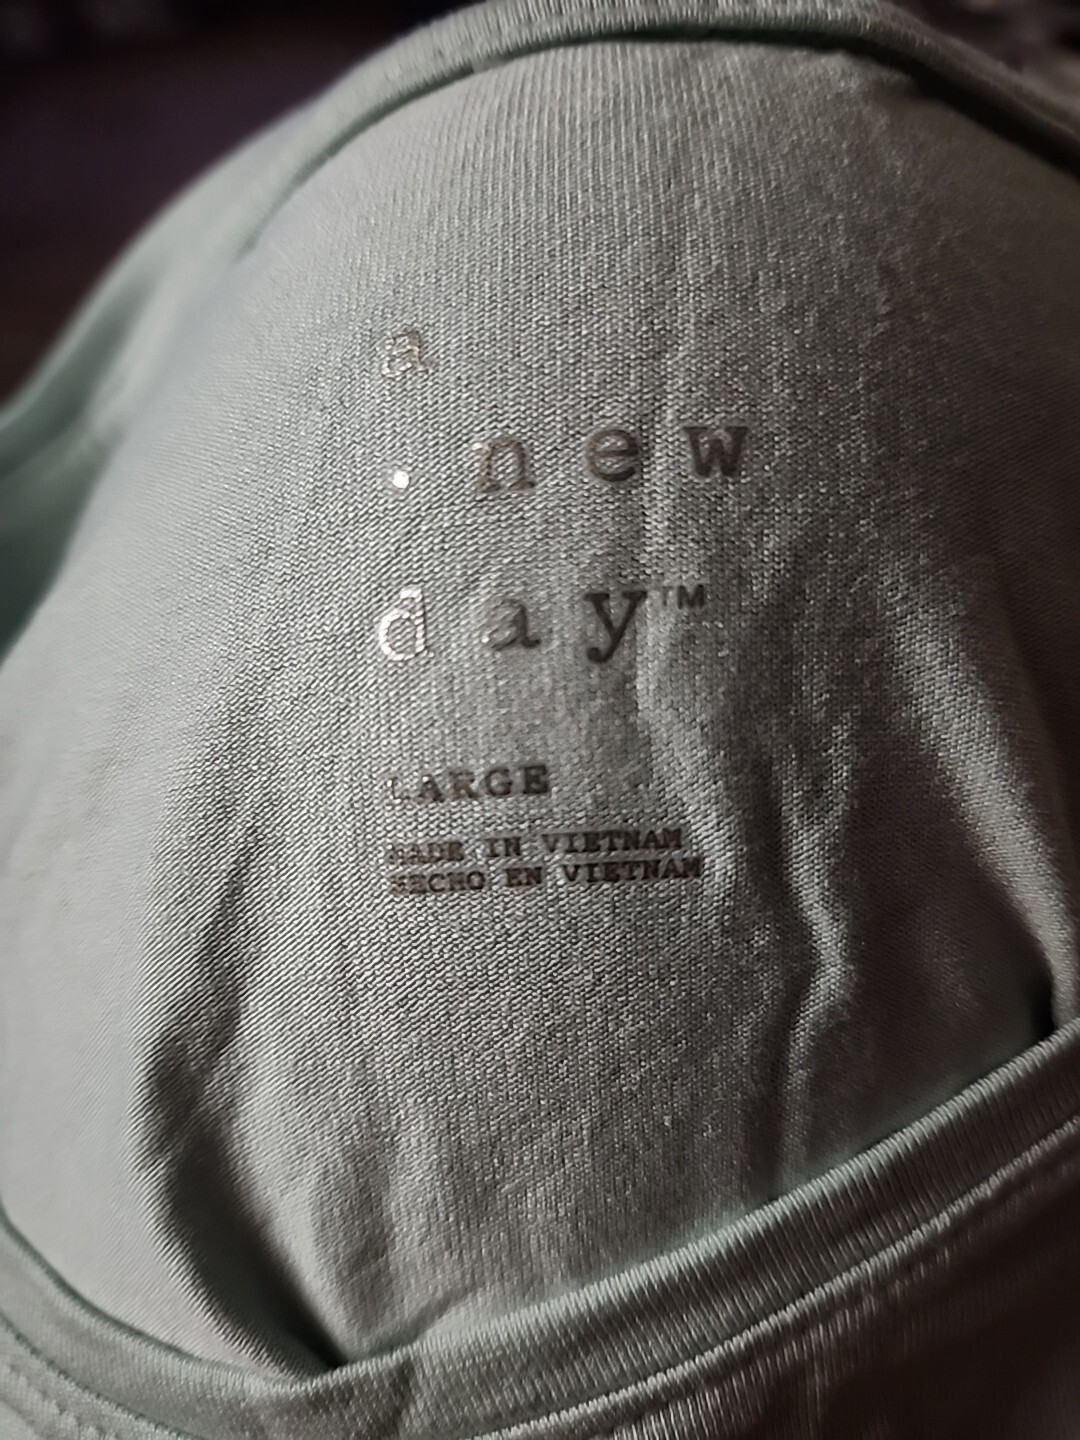 a
. new
day™
LARGE
MADE IN VIETNAM
HECHO EN VIETNAM